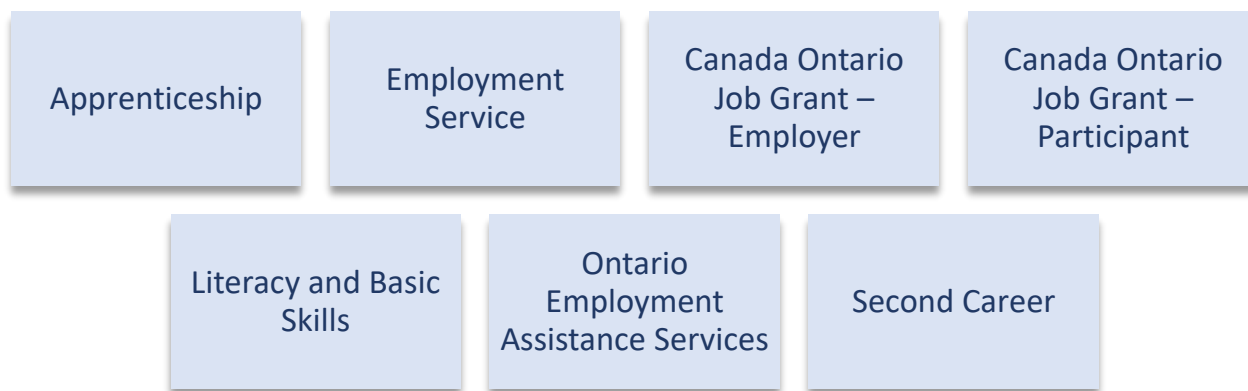 Apprenticeship
Employment
Service
Canada Ontario
Job Grant –
Employer
Canada Ontario
Job Grant –
Participant
Literacy and Basic
Skills
Ontario
Employment
Assistance Services
Second Career